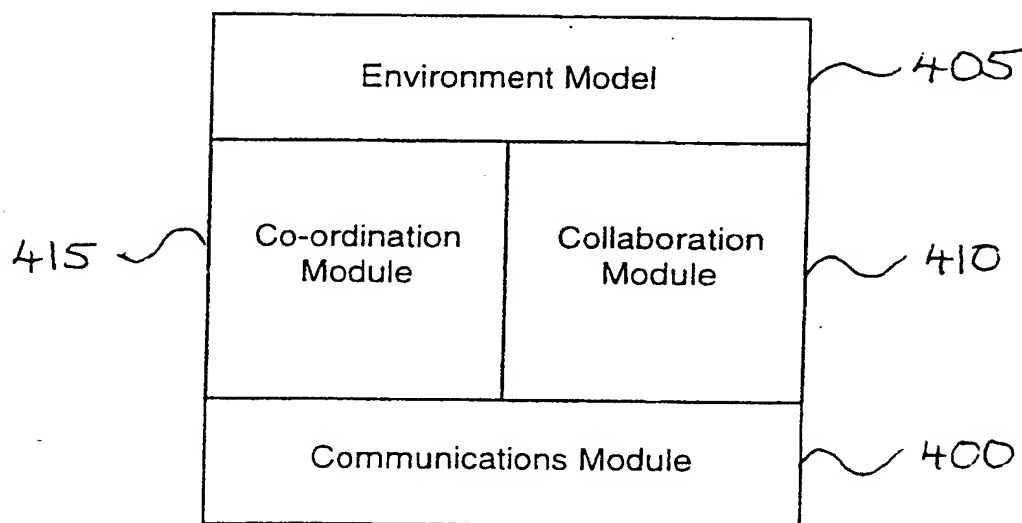 Environment Model
405
Co-ordination
Module
Collaboration
Module
415
410
Communications Module
400